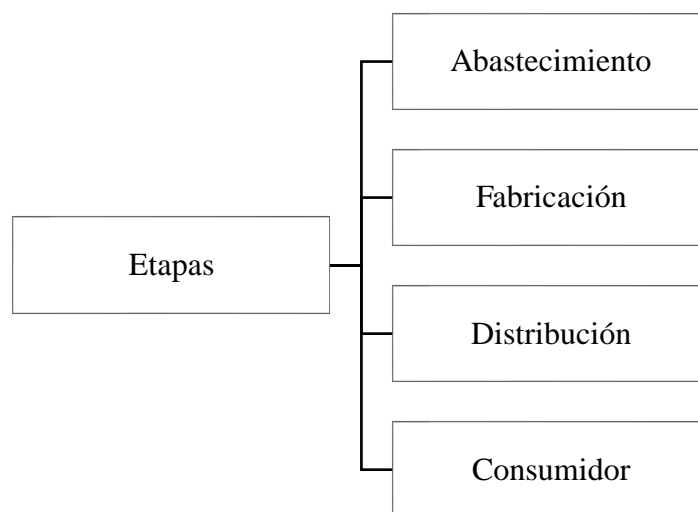 Abastecimiento
Fabricación
Etapas
Distribución
Consumidor